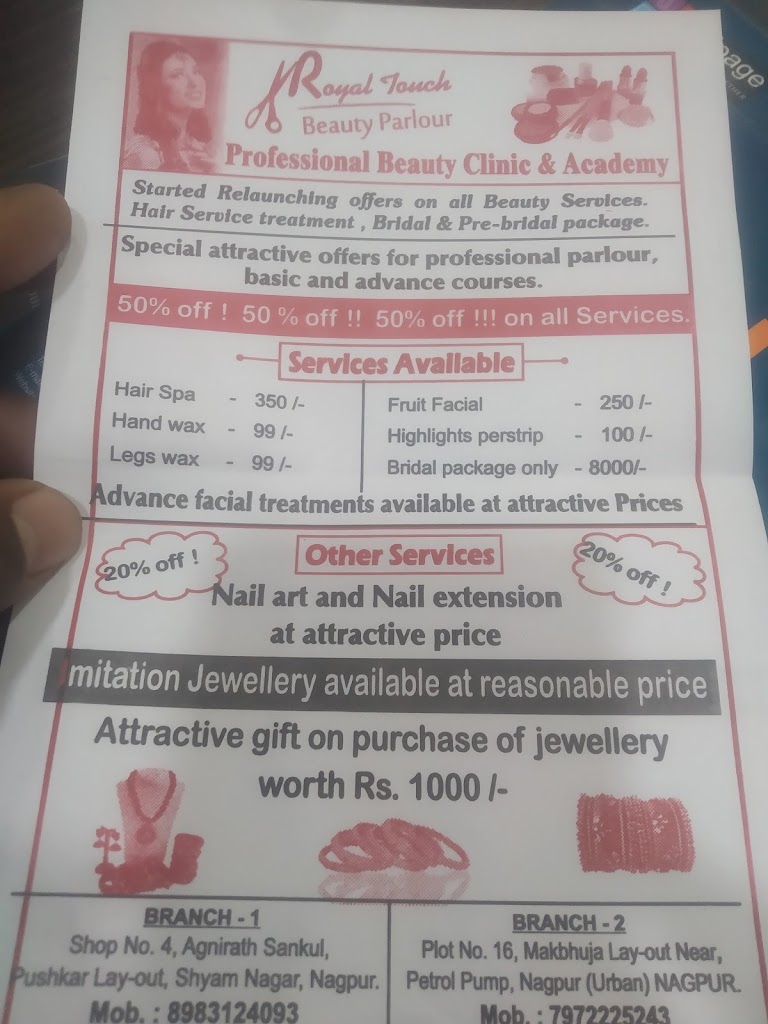 Royal Touch
Beauty Parlour
Professional Beauty Clinic & Academy
Started Relaunching offers on all Beauty Services.
Hair Service treatment , Bridal & Pre-bridal package.
Special attractive offers for professional parlour,
basic and advance courses.
50% off ! 50 % off !! 50% off !!! on all Services.
Services Available
Hair Spa - 350 /-
Hand wax - 99 /-
Legs wax - 99 /-
Fruit Facial - 250 /-
Highlights perstrip - 100 /-
Bridal package only - 8000/-
Advance facial treatments available at attractive Prices
20% off !
Other Services
20% off !
Nail art and Nail extension
at attractive price
Imitation Jewellery available at reasonable price
Attractive gift on purchase of jewellery
worth Rs. 1000 /-
BRANCH - 1
Shop No. 4, Agnirath Sankul,
Pushkar Lay-out, Shyam Nagar, Nagpur.
Mob. : 8983124093
BRANCH - 2
Plot No. 16, Makbhuja Lay-out Near,
Petrol Pump, Nagpur (Urban) NAGPUR.
Mob. : 7972225243